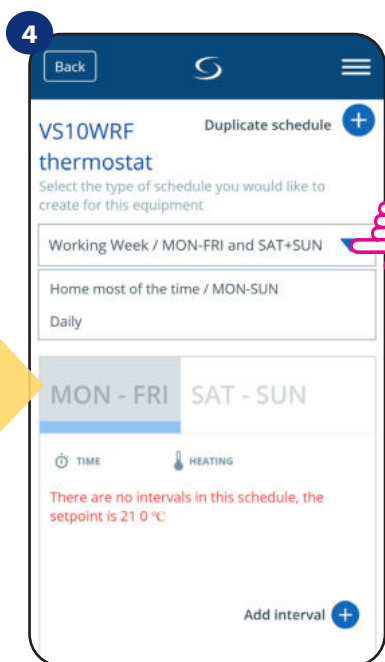 4
Back
VS10WRF
thermostat
Duplicate schedule +
Select the type of schedule you would like to
create for this equipment
Working Week / MON-FRI and SAT+SUN
Home most of the time / MON-SUN
Daily
MON - FRI SAT - SUN
TIME HEATING
There are no intervals in this schedule, the
setpoint is 21 0 °C
Add interval +